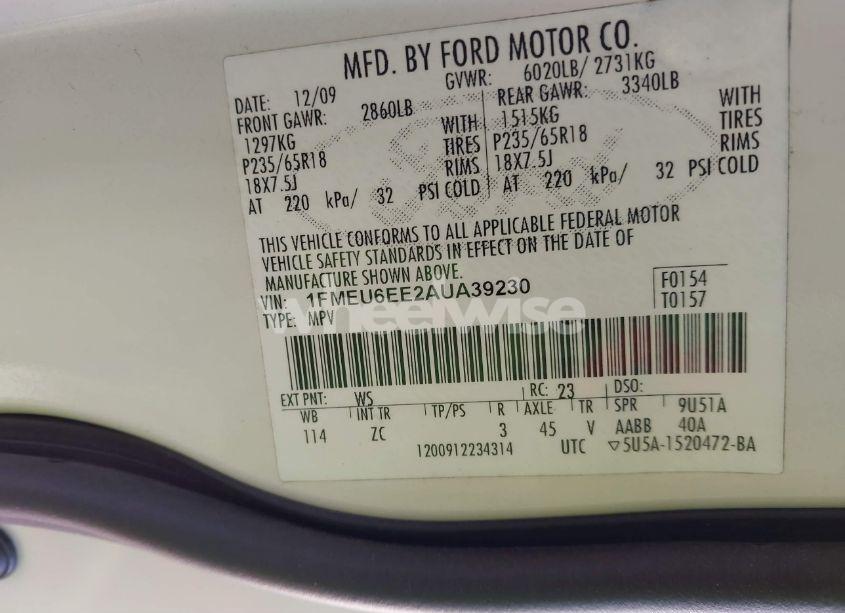 MFD. BY FORD MOTOR CO.
DATE: 12/09 GVWR: 6020LB/ 2731KG
FRONT GAWR: 2860LB REAR GAWR: 3340LB
1297KG WITH 1515KG WITH
P235/65R18 TIRES P235/65R18 TIRES
18X7.5J RIMS 18X7.5J RIMS
AT 220 kPa/ 32 PSI COLD AT 220 kPa/ 32 PSI COLD
THIS VEHICLE CONFORMS TO ALL APPLICABLE FEDERAL MOTOR
VEHICLE SAFETY STANDARDS IN EFFECT ON THE DATE OF
MANUFACTURE SHOWN ABOVE.
VIN: 1FMEU6EE2AUA39230 F0154
TYPE: MPV T0157
wheelwise
EXT PNT: WS RC: 23 DSO:
WB INT TR TP/PS R AXLE TR SPR 9U51A
114 ZC 3 45 V AABB 40A
1200912234314 UTC ▽5U5A-1520472-BA